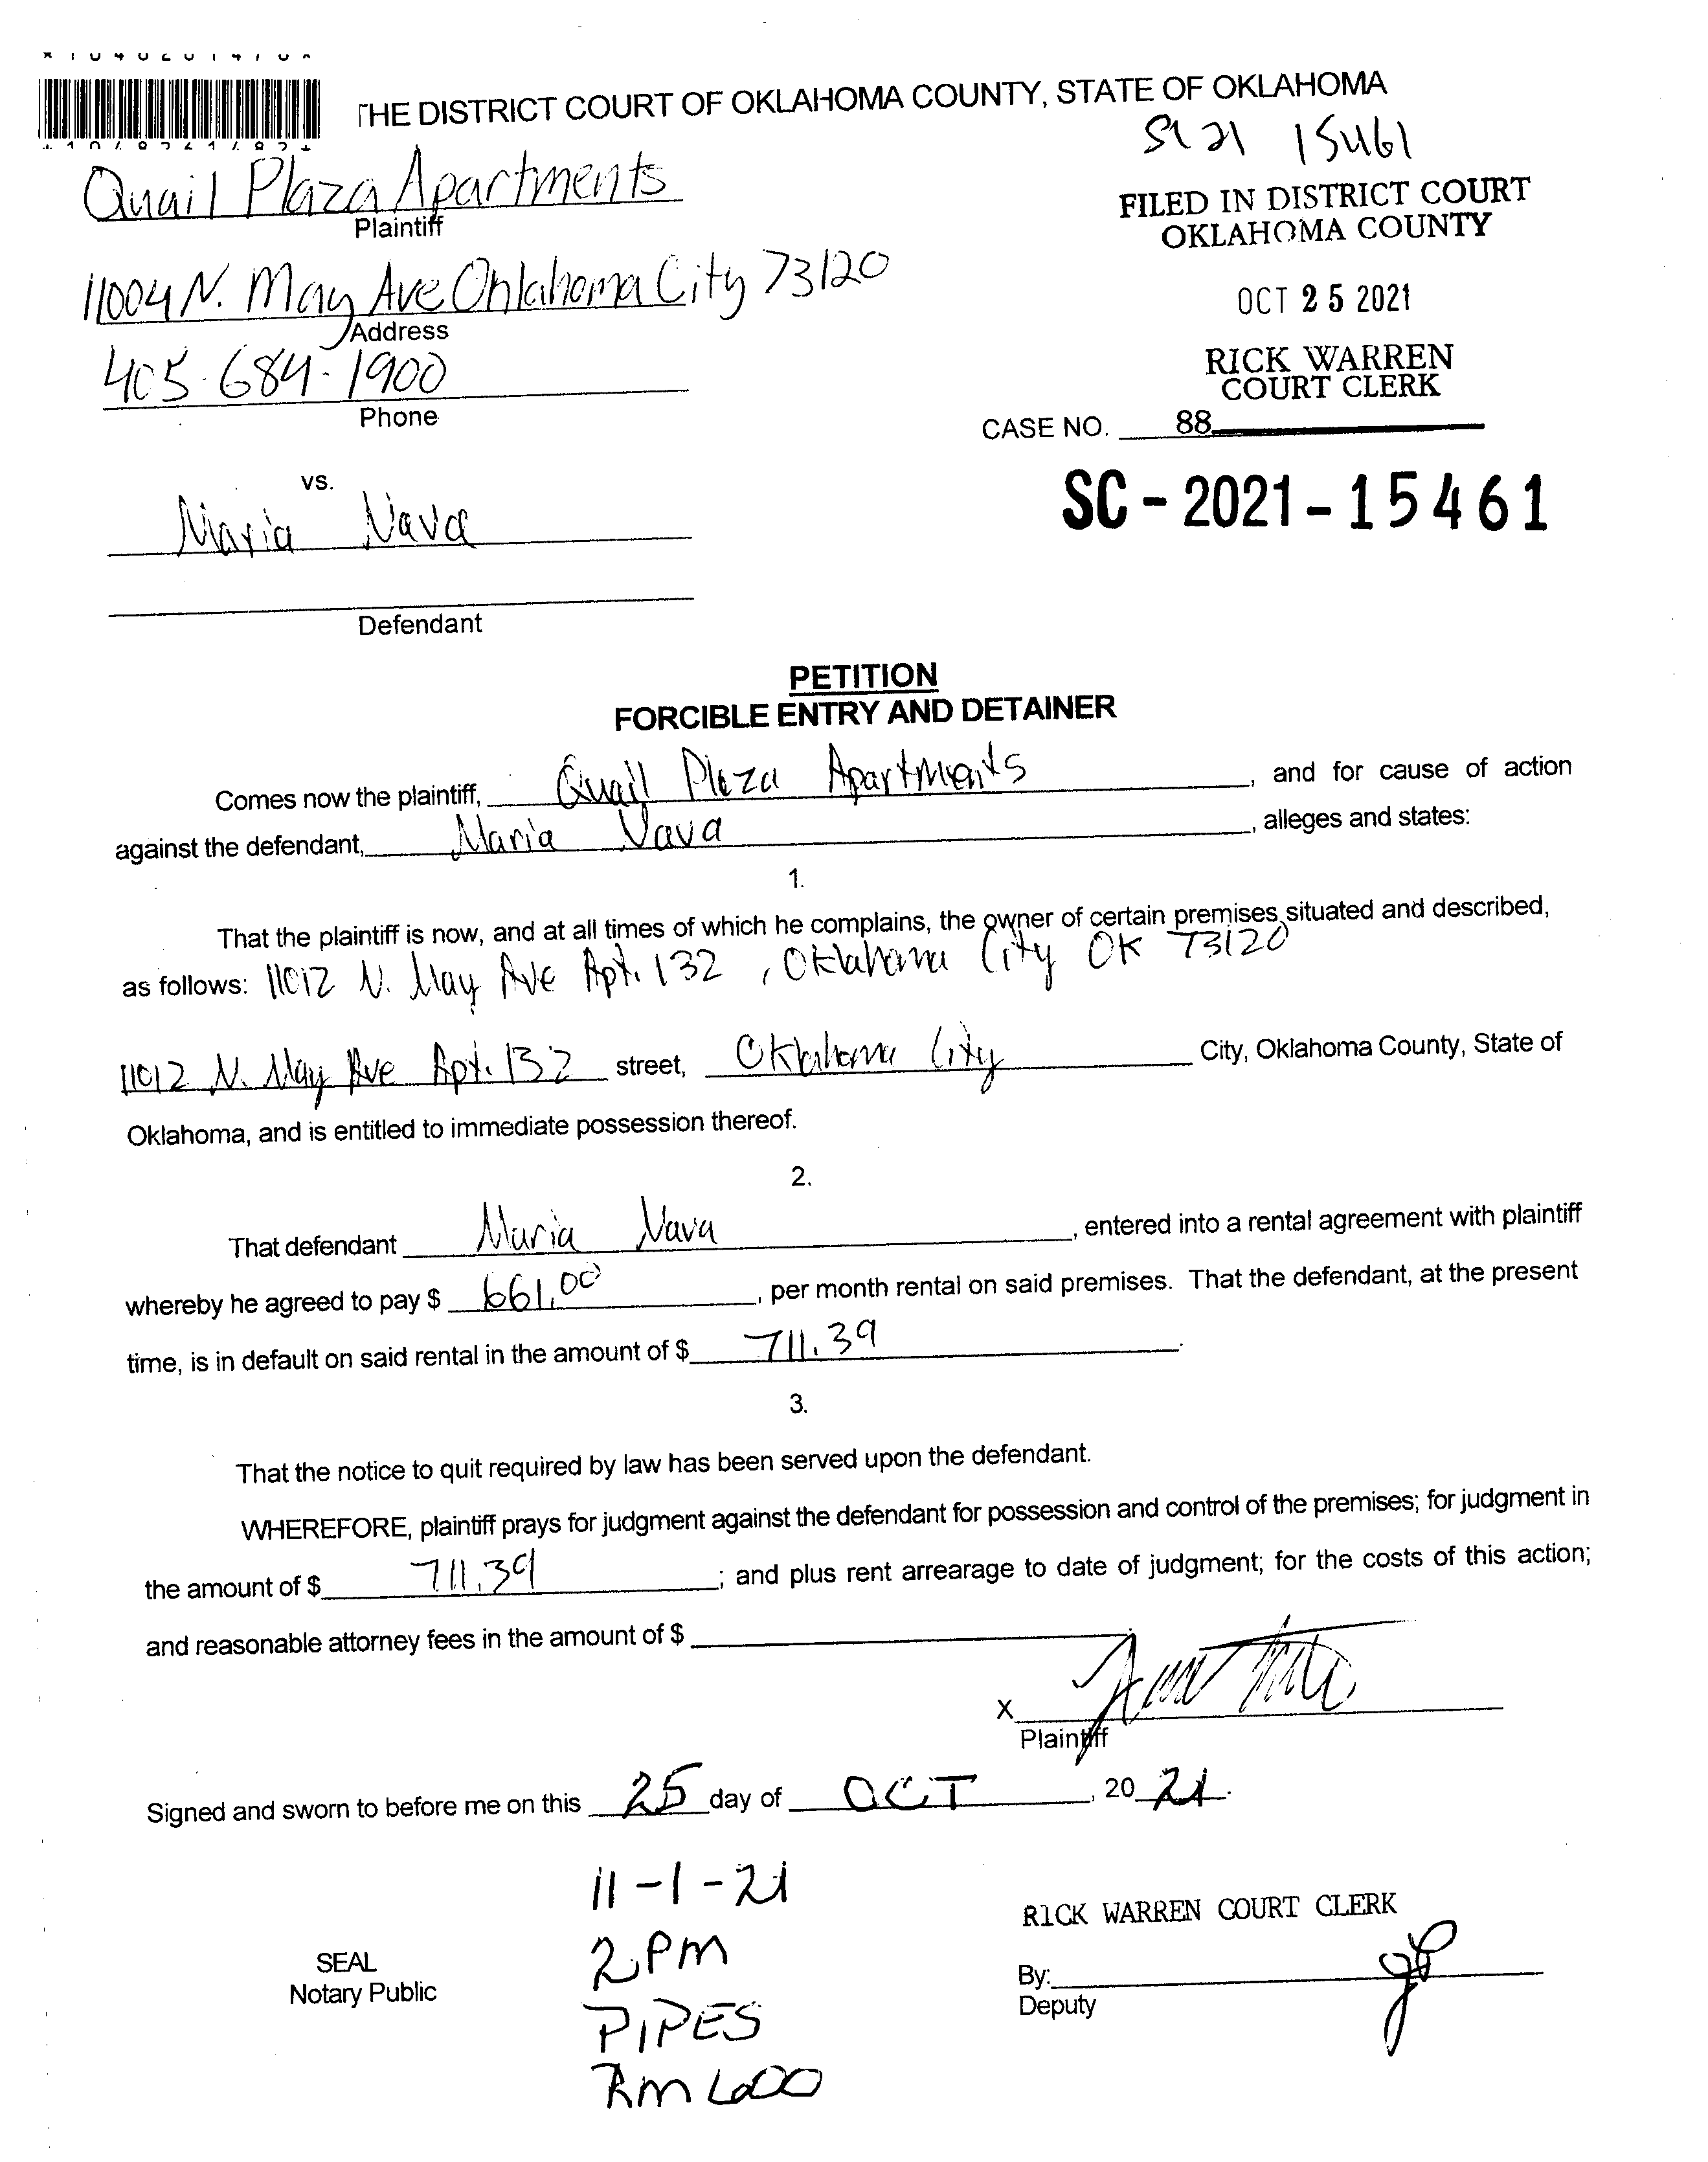 THE DISTRICT COURT OF OKLAHOMA COUNTY, STATE OF OKLAHOMA
SC 21 15461
Quail Plaza Apartments
Plaintiff
FILED IN DISTRICT COURT
OKLAHOMA COUNTY
11004 N. May Ave Oklahoma City 73120
Address
OCT 25 2021
405-684-1900
Phone
RICK WARREN
COURT CLERK
CASE NO. 88
vs.
SC-2021-15461
Maria Nava
Defendant
PETITION
FORCIBLE ENTRY AND DETAINER
Comes now the plaintiff, Quail Plaza Apartments, and for cause of action
against the defendant, Maria Nava, alleges and states:
1.
That the plaintiff is now, and at all times of which he complains, the owner of certain premises situated and described,
as follows: 11012 N. May Ave Apt. 132, Oklahoma City OK 73120
11012 N. May Ave Apt. 132 street, Oklahoma City City, Oklahoma County, State of
Oklahoma, and is entitled to immediate possession thereof.
2.
That defendant Maria Nava, entered into a rental agreement with plaintiff
whereby he agreed to pay $ 661.00, per month rental on said premises. That the defendant, at the present
time, is in default on said rental in the amount of $ 711.39.
3.
That the notice to quit required by law has been served upon the defendant.
WHEREFORE, plaintiff prays for judgment against the defendant for possession and control of the premises; for judgment in
the amount of $ 711.39; and plus rent arrearage to date of judgment; for the costs of this action;
and reasonable attorney fees in the amount of $
X
Plaintiff
Signed and sworn to before me on this 25 day of OCT, 20 21.
11-1-21
2PM
PIPES
RM 600
SEAL
Notary Public
RICK WARREN COURT CLERK
By:
Deputy